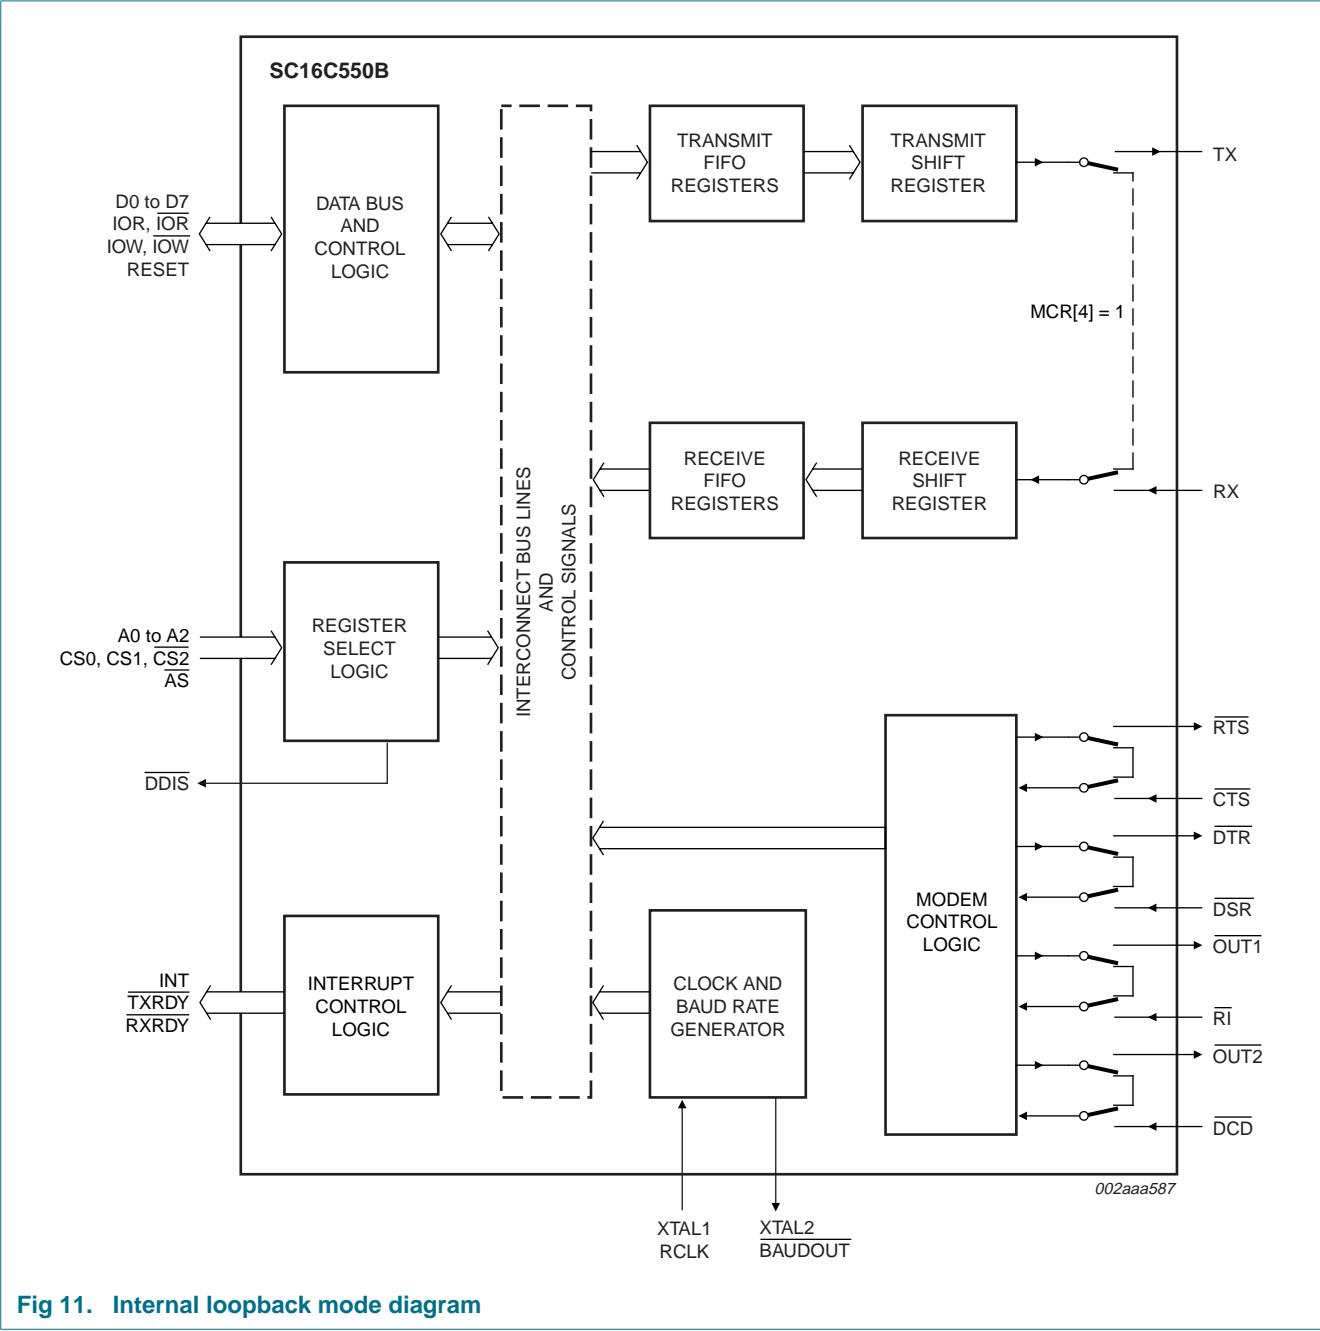 SC16C550B
D0 to D7
IOR, IOR
IOW, IOW
RESET
DATA BUS
AND
CONTROL
LOGIC
TRANSMIT
FIFO
REGISTERS
TRANSMIT
SHIFT
REGISTER
TX
MCR[4] = 1
RECEIVE
FIFO
REGISTERS
RECEIVE
SHIFT
REGISTER
RX
INTERCONNECT BUS LINES
AND
CONTROL SIGNALS
A0 to A2
CS0, CS1, CS2
AS
REGISTER
SELECT
LOGIC
DDIS
RTS
CTS
DTR
DSR
OUT1
RI
OUT2
DCD
MODEM
CONTROL
LOGIC
INT
TXRDY
RXRDY
INTERRUPT
CONTROL
LOGIC
CLOCK AND
BAUD RATE
GENERATOR
002aaa587
XTAL1
RCLK
XTAL2
BAUDOUT
Fig 11. Internal loopback mode diagram